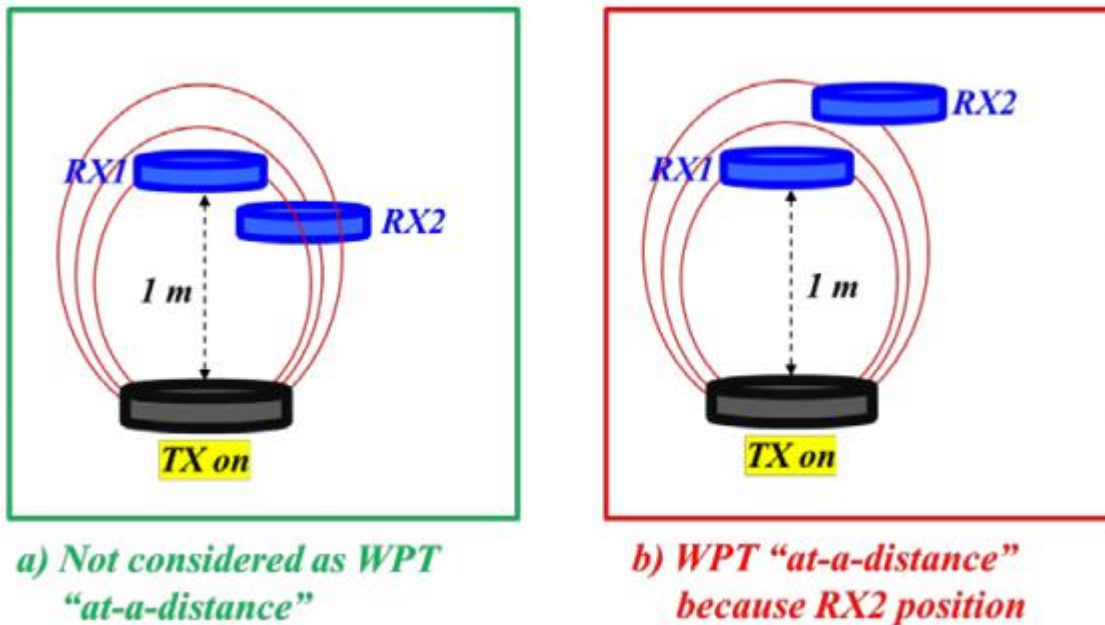 RX1
RX2
1 m
TX on
a) Not considered as WPT
“at-a-distance”
RX2
RX1
1 m
TX on
b) WPT “at-a-distance”
because RX2 position